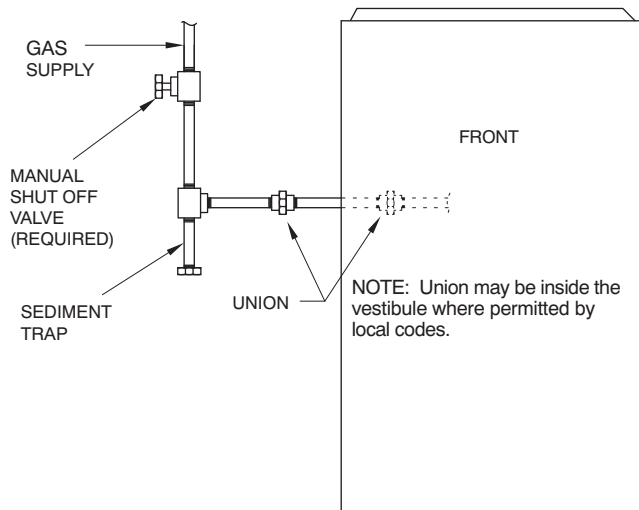 GAS
SUPPLY
MANUAL
SHUT OFF
VALVE
(REQUIRED)
SEDIMENT
TRAP
UNION
FRONT
NOTE: Union may be inside the
vestibule where permitted by
local codes.